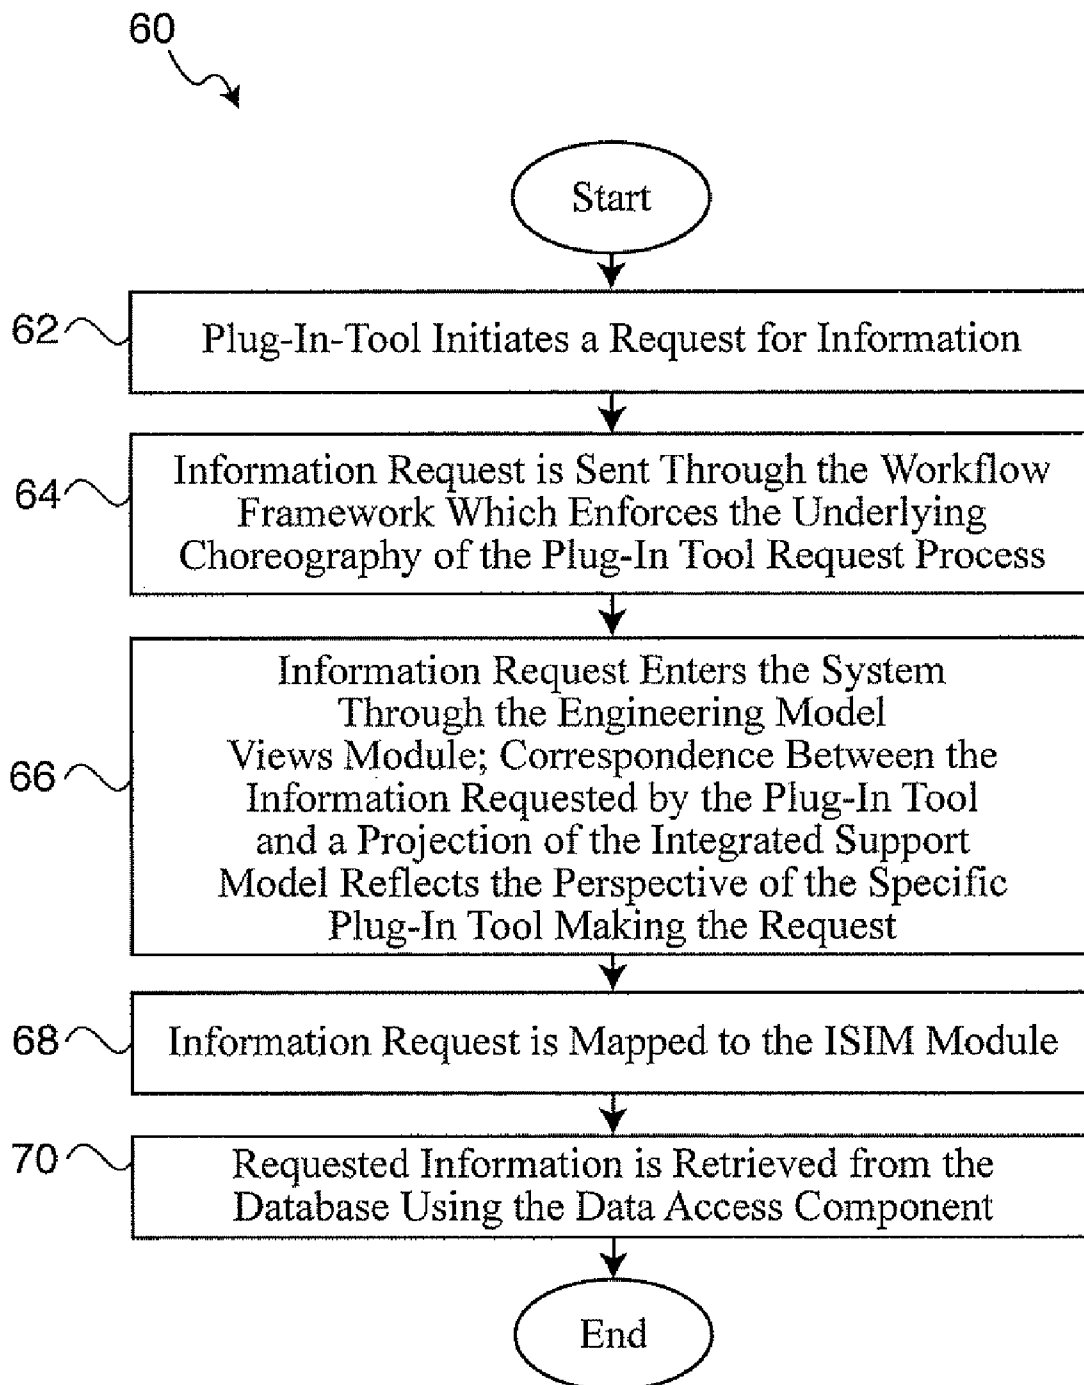 60
Start
62
Plug-In-Tool Initiates a Request for Information
64
Information Request is Sent Through the Workflow
Framework Which Enforces the Underlying
Choreography of the Plug-In Tool Request Process
66
Information Request Enters the System
Through the Engineering Model
Views Module; Correspondence Between the
Information Requested by the Plug-In Tool
and a Projection of the Integrated Support
Model Reflects the Perspective of the Specific
Plug-In Tool Making the Request
68
Information Request is Mapped to the ISIM Module
70
Requested Information is Retrieved from the
Database Using the Data Access Component
End